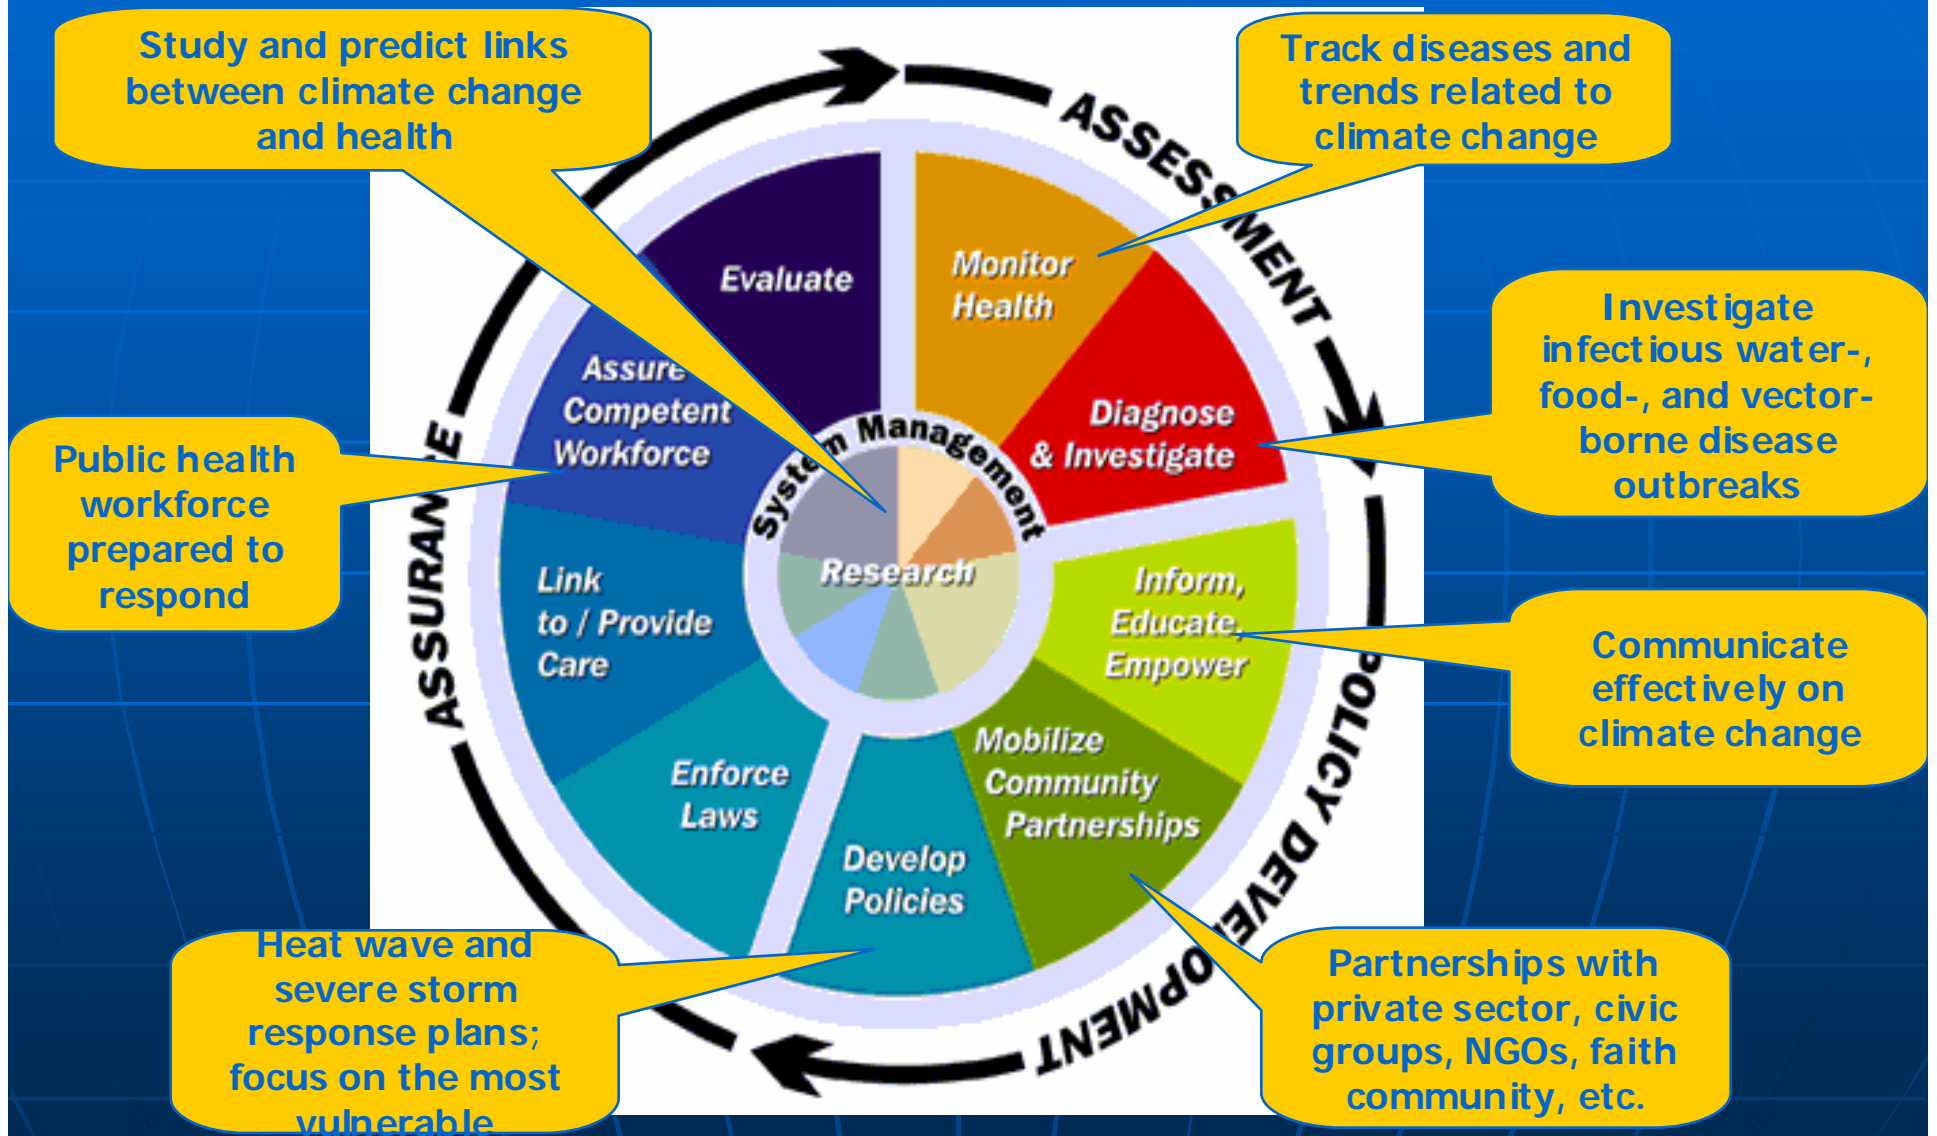 Study and predict links
between climate change
and health
Track diseases and
trends related to
climate change
Investigate
infectious water-,
food-, and vector-
borne disease
outbreaks
Communicate
effectively on
climate change
Partnerships with
private sector, civic
groups, NGOs, faith
community, etc.
Heat wave and
severe storm
response plans;
focus on the most
vulnerable.
Public health
workforce
prepared to
respond
ASSESSMENT
POLICY DEVELOPMENT
ASSURANCE
Evaluate
Monitor
Health
Diagnose
& Investigate
Inform,
Educate,
Empower
Mobilize
Community
Partnerships
Develop
Policies
Enforce
Laws
Link
to / Provide
Care
Assure
Competent
Workforce
System Management
Research